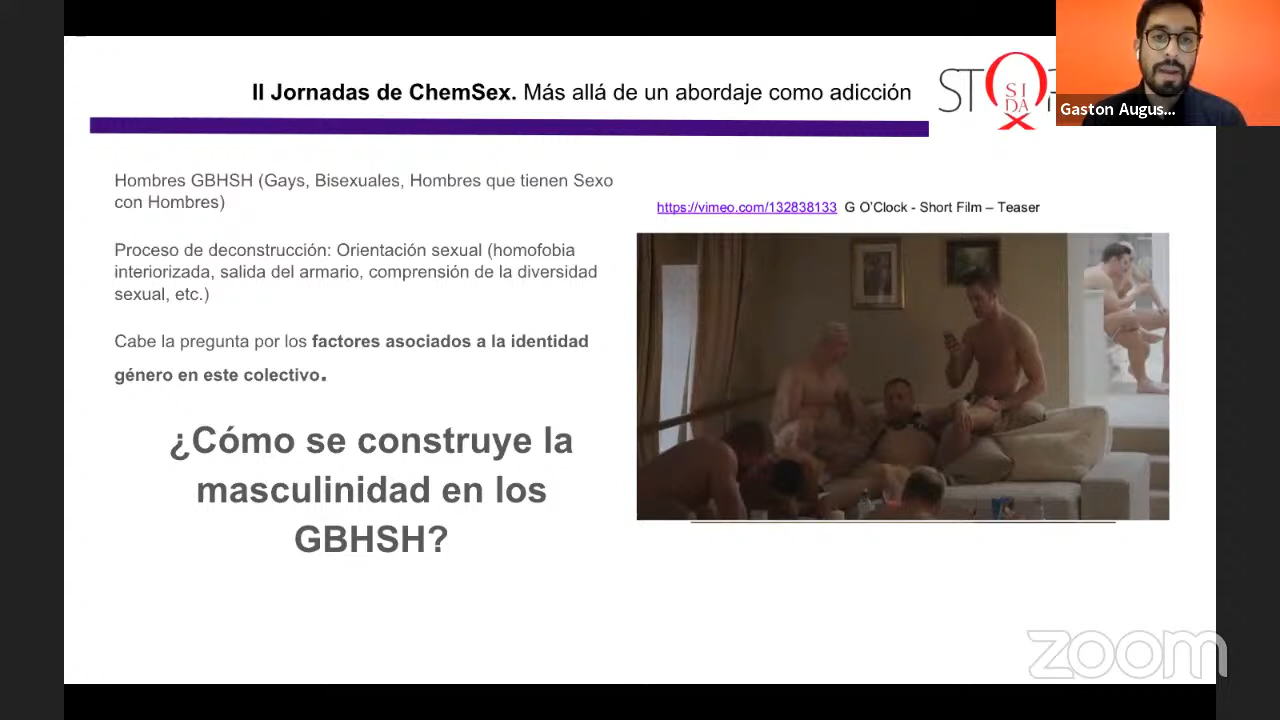 II Jornadas de ChemSex. Más allá de un abordaje como adicción
ST
SI
DA
Gaston Augus...
Hombres GBHSH (Gays, Bisexuales, Hombres que tienen Sexo
con Hombres)
https://vimeo.com/132838133 G O'Clock - Short Film – Teaser
Proceso de deconstrucción: Orientación sexual (homofobia
interiorizada, salida del armario, comprensión de la diversidad
sexual, etc.)
Cabe la pregunta por los factores asociados a la identidad
género en este colectivo.
¿Cómo se construye la
masculinidad en los
GBHSH?
zoom